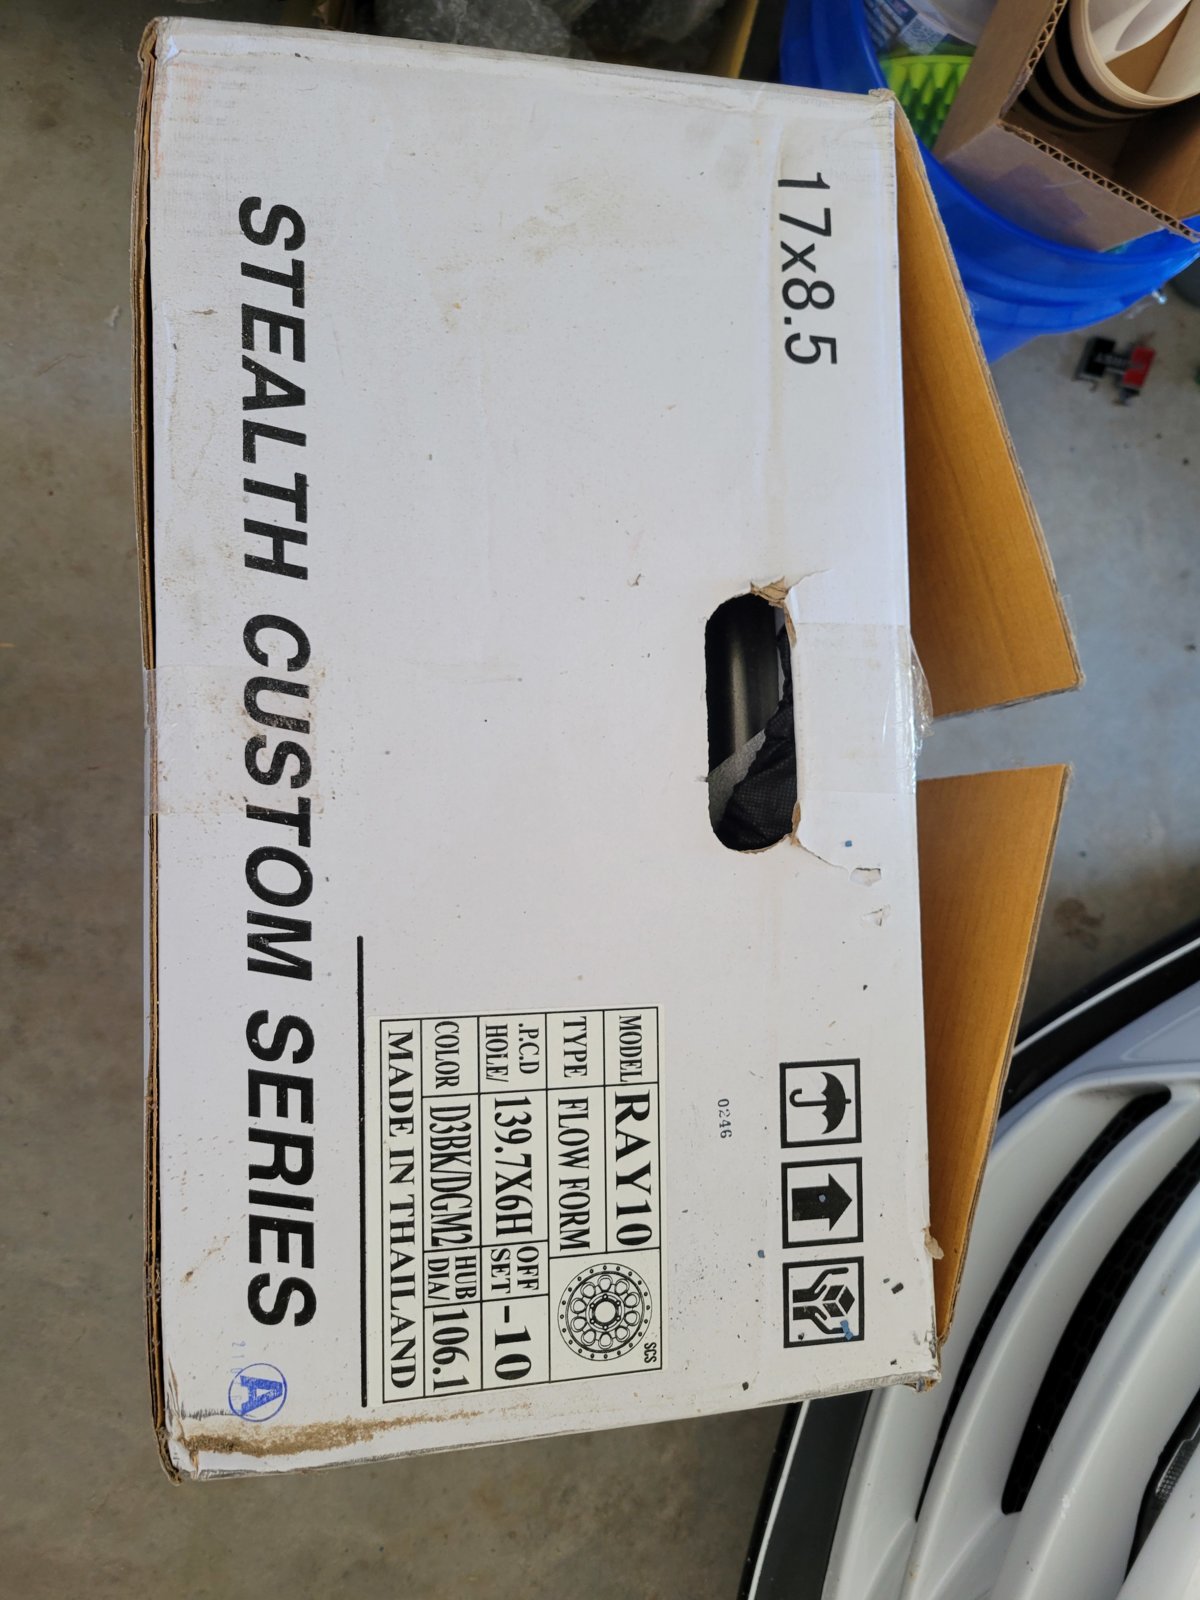 17x8.5
0246
MODEL RAY10
TYPE FLOW FORM
SCS
.P.C.D HOLE/ 139.7X6H OFF SET -10
COLOR D3BK/DGM2 HUB DIA/ 106.1
MADE IN THAILAND
STEALTH CUSTOM SERIES
A